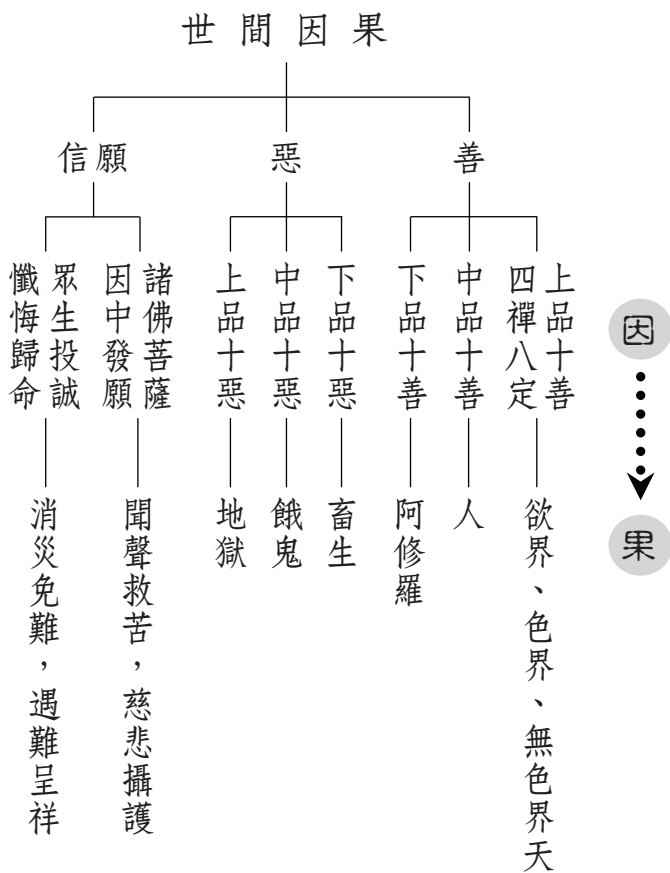 世間因果
善
惡
信願
上品十善
四禪八定
中品十善
下品十善
下品十惡
中品十惡
上品十惡
諸佛菩薩
因中發願
眾生投誠
懺悔歸命
因
果
欲界、色界、無色界天
人
阿修羅
畜生
餓鬼
地獄
聞聲救苦，慈悲攝護
消災免難，遇難呈祥